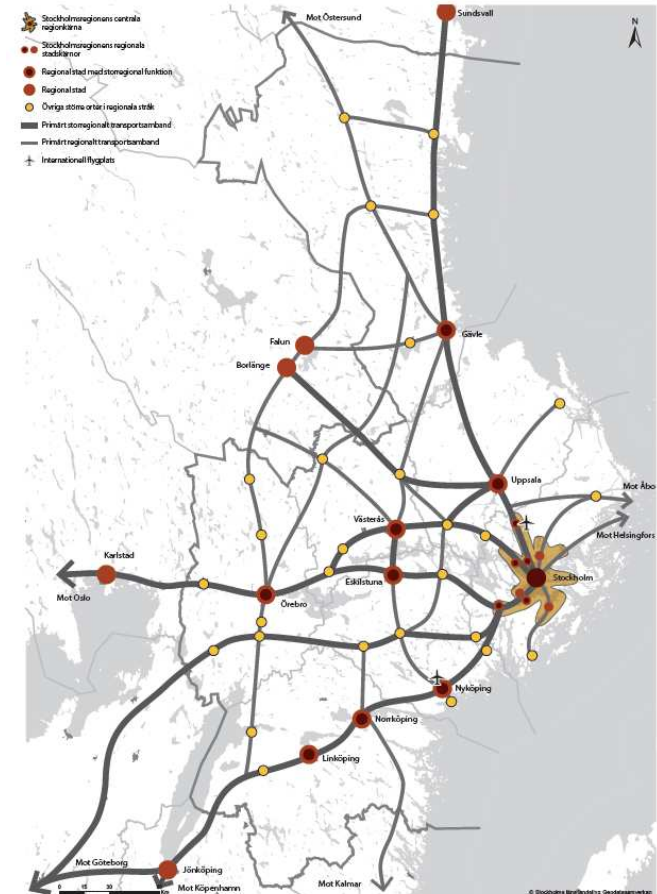 Stockholmsregionens centrala
regionkärna
Stockholmsregionens regionala
stadskärnor
Regional stad med storregional funktion
Regional stad
Övriga större orter i regionala stråk
Primärt storregionalt transportsamband
Primärt regionalt transportsamband
Internationell flygplats
Mot Östersund
Sundsvall
N
Gävle
Falun
Borlänge
Uppsala
Mot Åbo
Västerås
Mot Helsingfors
Karlstad
Eskilstuna
Stockholm
Mot Oslo
Örebro
Nyköping
Norrköping
Linköping
Mot Göteborg
Jönköping
Mot Köpenhamn
Mot Kalmar
0